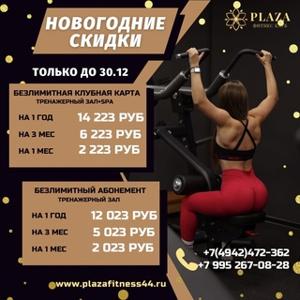 НОВОГОДНИЕ
СКИДКИ
PLAZA
ФИТНЕС КЛУБ
ТОЛЬКО ДО 30.12
БЕЗЛИМИТНАЯ КЛУБНАЯ КАРТА
ТРЕНАЖЕРНЫЙ ЗАЛ+SPA
НА 1 ГОД 14 223 РУБ
НА 3 МЕС 6 223 РУБ
НА 1 МЕС 2 223 РУБ
БЕЗЛИМИТНЫЙ АБОНЕМЕНТ
ТРЕНАЖЕРНЫЙ ЗАЛ
НА 1 ГОД 12 023 РУБ
НА 3 МЕС 5 023 РУБ
НА 1 МЕС 2 023 РУБ
+7(4942)472-362
+7 995 267-08-28
www.plazafitness44.ru